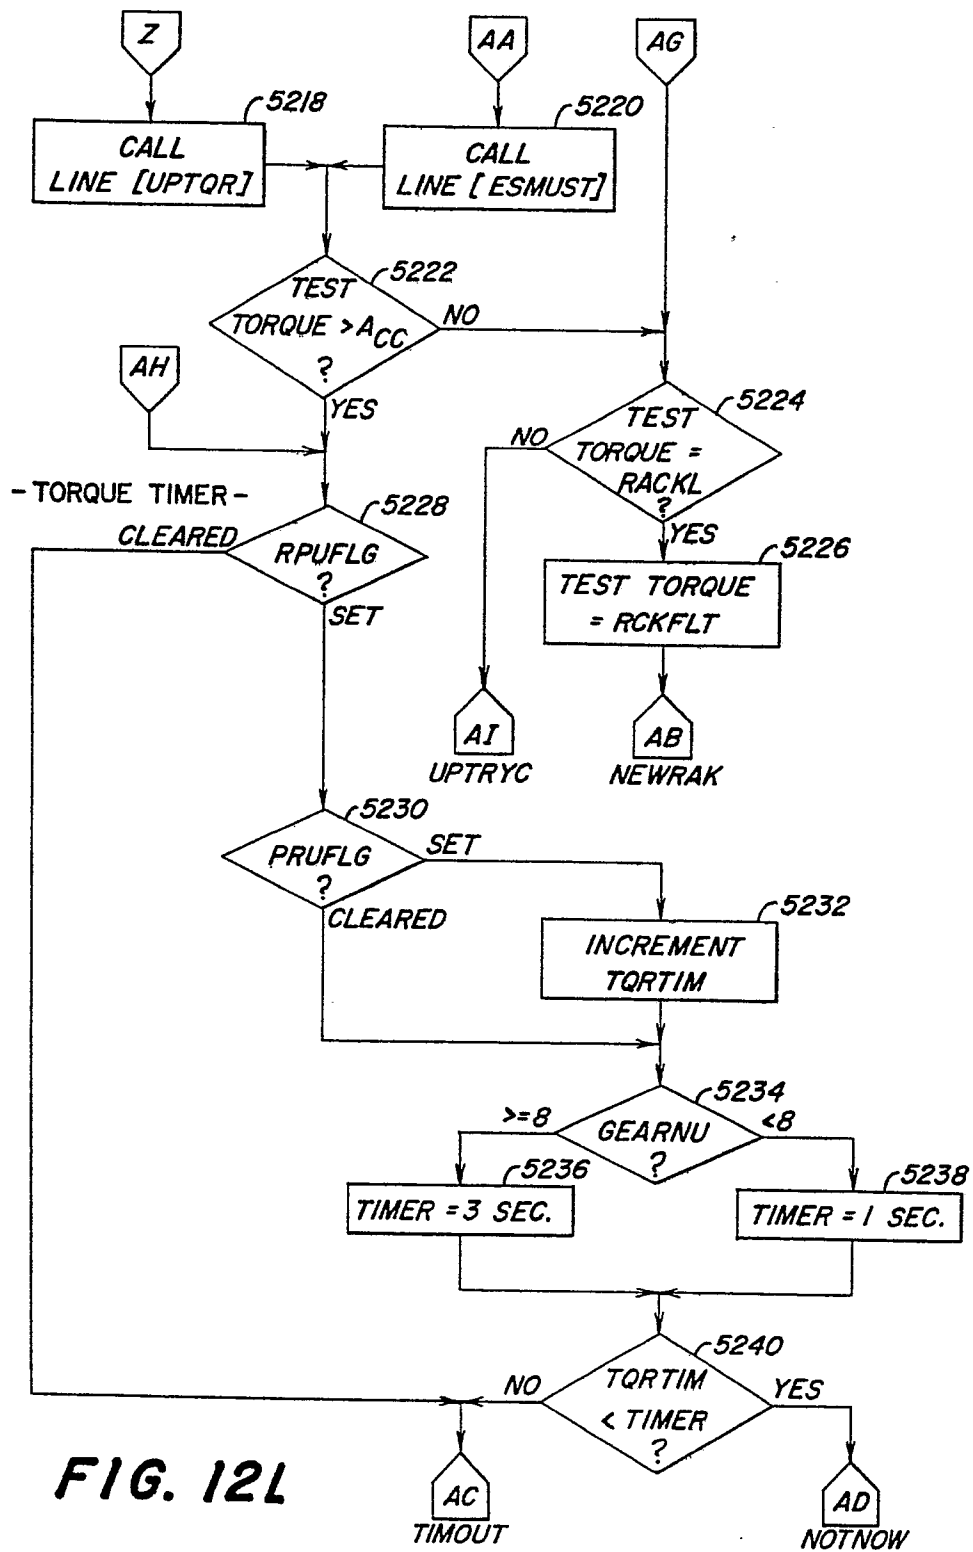 Z
AA
AG
5218
5220
CALL
LINE [UPTQR]
CALL
LINE [ESMUST]
5222
TEST
TORQUE > ACC
?
NO
YES
AH
5224
TEST
TORQUE =
RACKL
?
NO
YES
- TORQUE TIMER -
5228
CLEARED
RPUFLG
?
SET
5226
TEST TORQUE
= RCKFLT
AI
UPTRYC
AB
NEWRAK
5230
PRUFLG
?
SET
CLEARED
5232
INCREMENT
TQRTIM
5234
>=8
GEARNU
?
<8
5236
TIMER = 3 SEC.
5238
TIMER = 1 SEC.
5240
NO
TQRTIM
< TIMER
?
YES
FIG. 12L
AC
TIMOUT
AD
NOTNOW